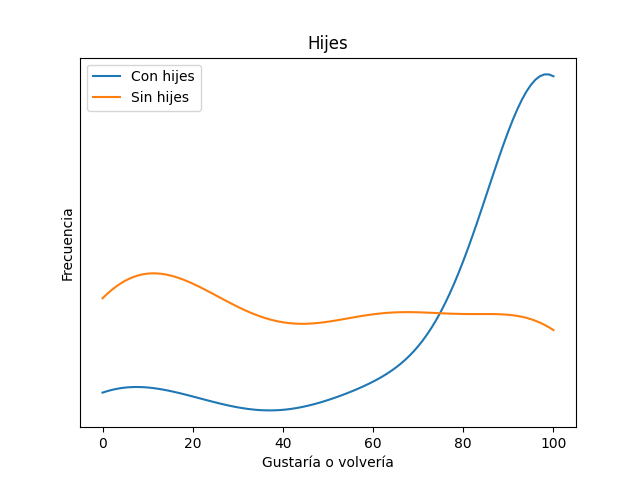 Hijes
Con hijes
Sin hijes
Frecuencia
0 20 40 60 80 100
Gustaría o volvería